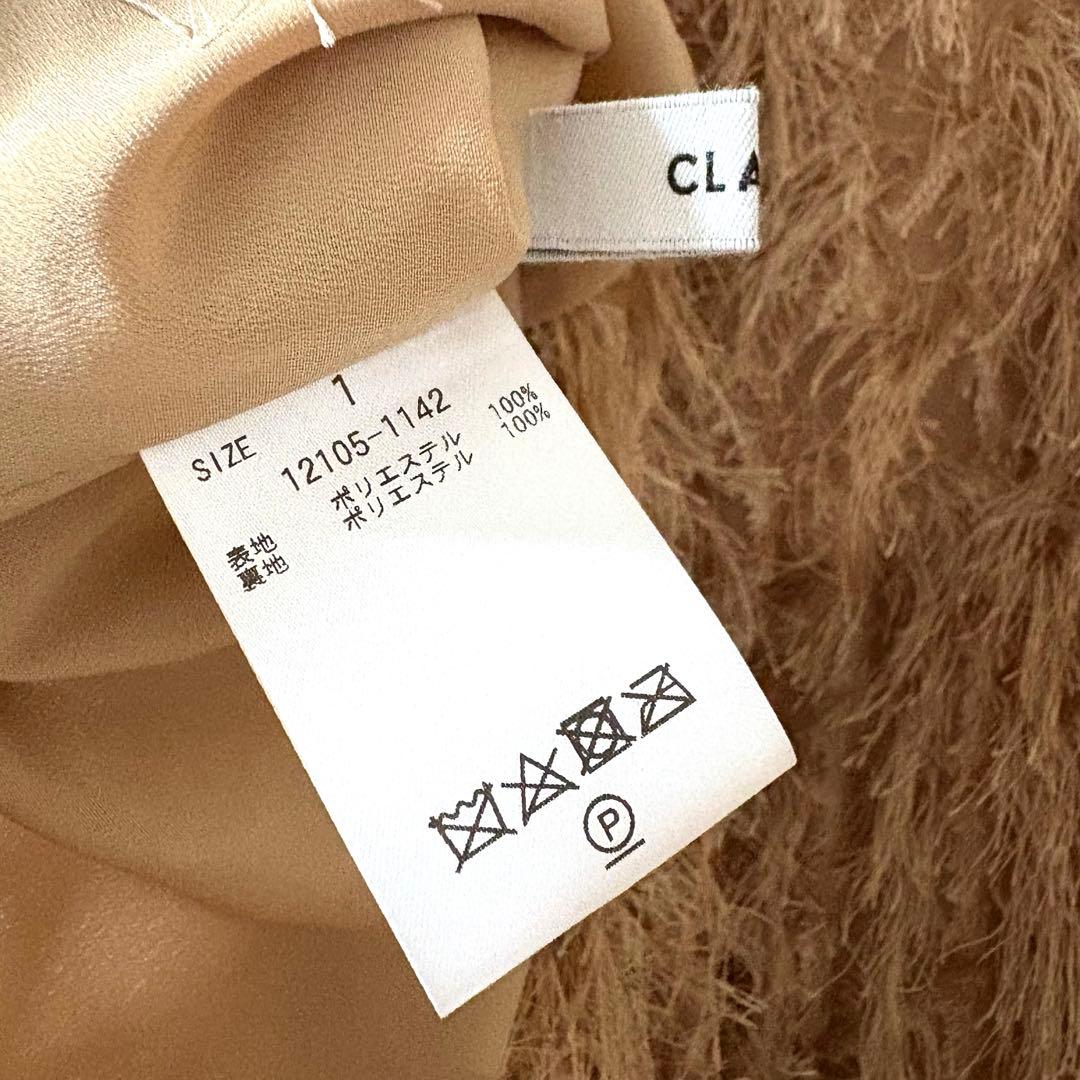 CLA
SIZE 1
12105-1142
表地 ポリエステル 100%
裏地 ポリエステル 100%
P